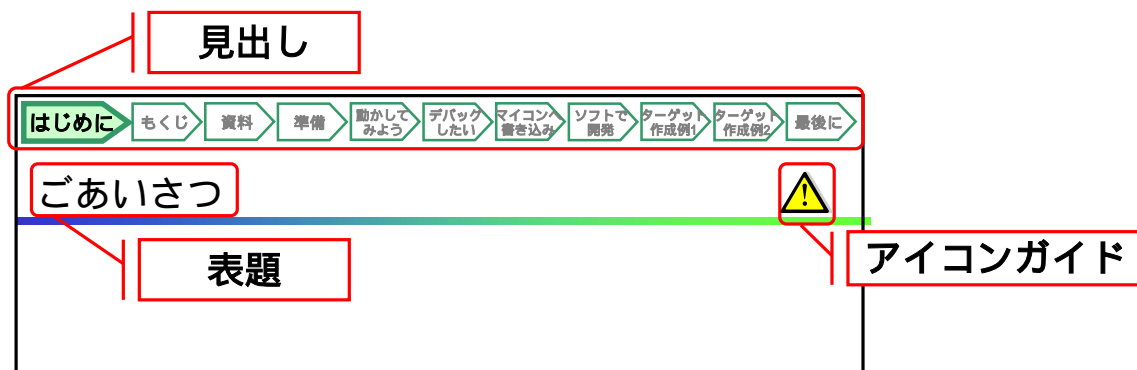 見出し
はじめに
もくじ
資料
準備
動かして
みよう
デバッグ
したい
マイコンへ
書き込み
ソフトで
開発
ターゲット
作成例1
ターゲット
作成例2
最後に
ごあいさつ
!
表題
アイコンガイド